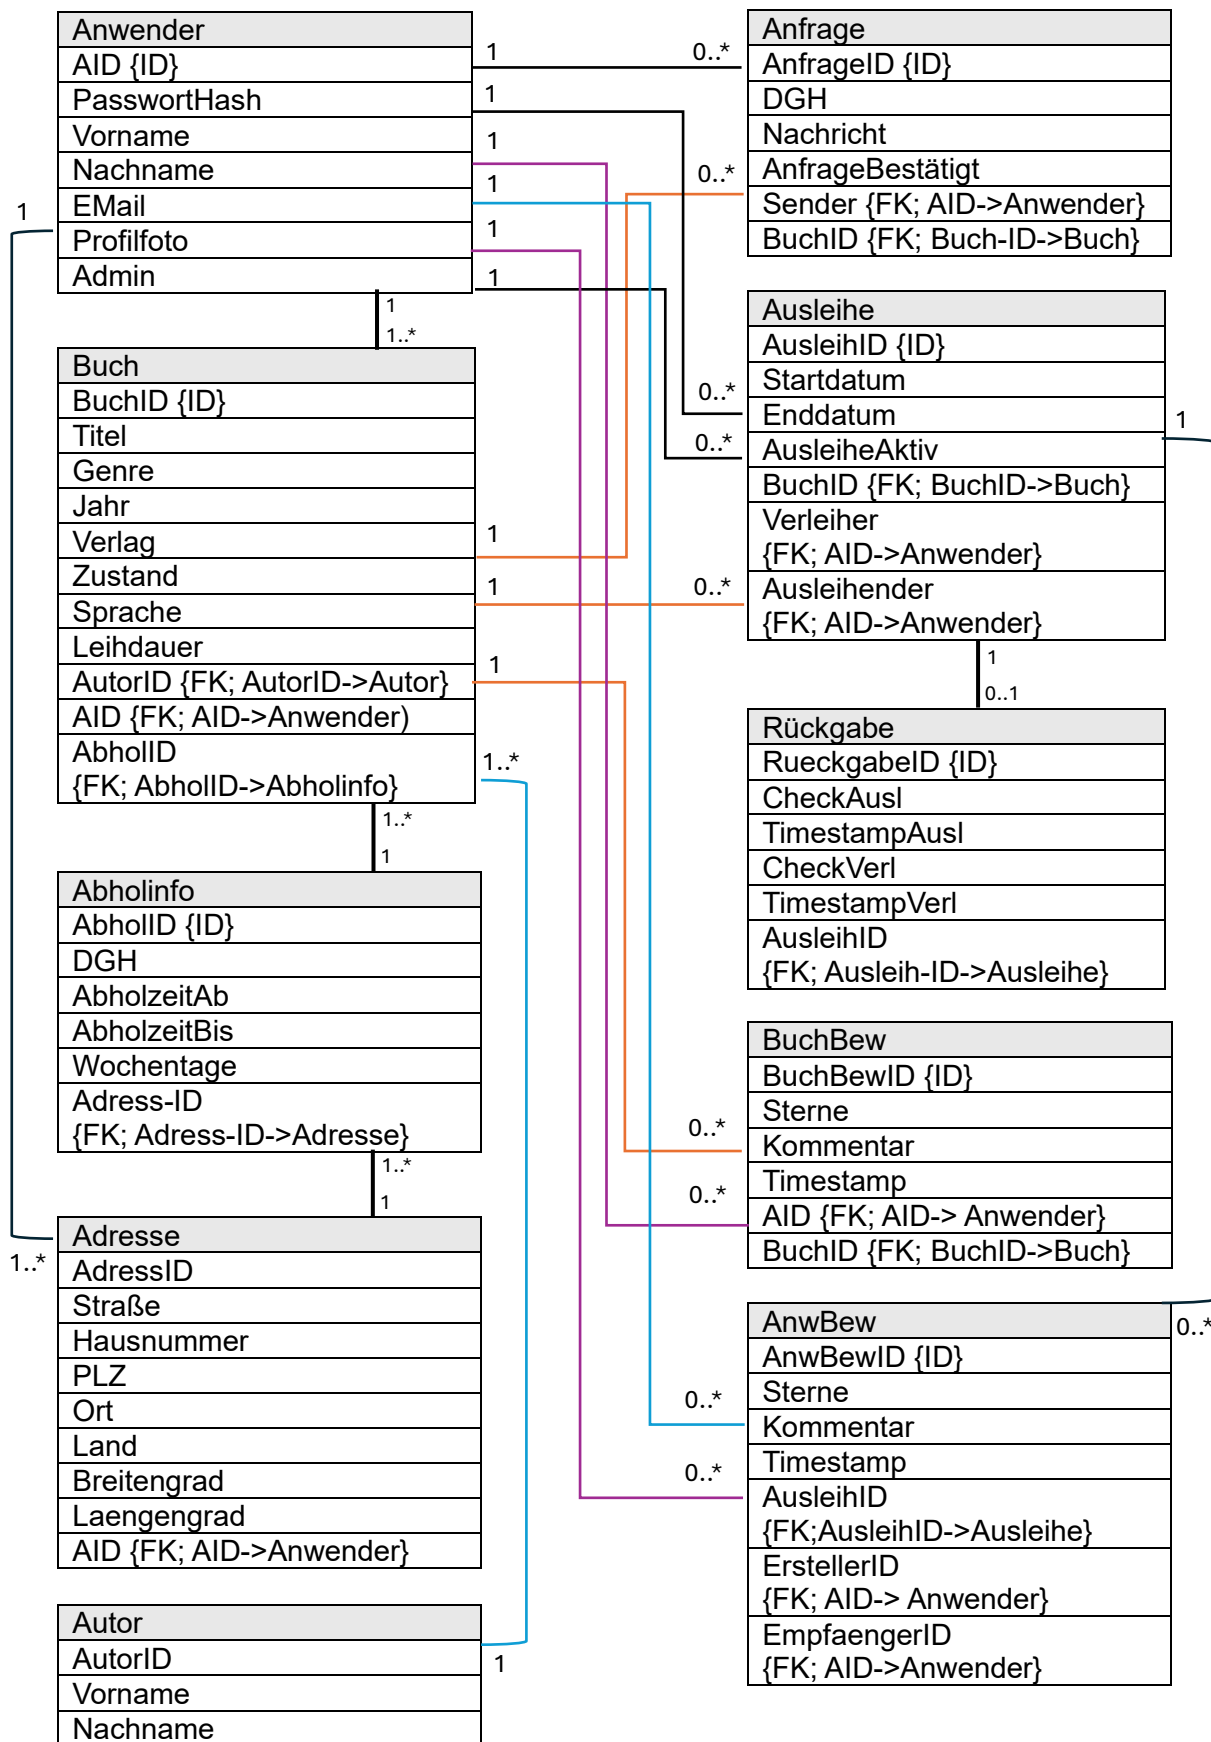 Anwender
AID {ID}
PasswortHash
Vorname
Nachname
EMail
Profilfoto
Admin
1
1
1
1
1
1
1
1
1..*
Buch
BuchID {ID}
Titel
Genre
Jahr
Verlag
Zustand
Sprache
Leihdauer
AutorID {FK; AutorID->Autor}
AID {FK; AID->Anwender)
AbholID
{FK; AbholID->Abholinfo}
1
1
1
1..*
1..*
1
Abholinfo
AbholID {ID}
DGH
AbholzeitAb
AbholzeitBis
Wochentage
Adress-ID
{FK; Adress-ID->Adresse}
1..*
1
1..*
Adresse
AdressID
Straße
Hausnummer
PLZ
Ort
Land
Breitengrad
Laengengrad
AID {FK; AID->Anwender}
Autor
AutorID
Vorname
Nachname
1
0..*
0..*
Anfrage
AnfrageID {ID}
DGH
Nachricht
AnfrageBestätigt
Sender {FK; AID->Anwender}
BuchID {FK; Buch-ID->Buch}
0..*
0..*
0..*
Ausleihe
AusleihID {ID}
Startdatum
Enddatum
AusleiheAktiv
BuchID {FK; BuchID->Buch}
Verleiher
{FK; AID->Anwender}
Ausleihender
{FK; AID->Anwender}
1
1
0..1
Rückgabe
RueckgabeID {ID}
CheckAusl
TimestampAusl
CheckVerl
TimestampVerl
AusleihID
{FK; Ausleih-ID->Ausleihe}
0..*
0..*
BuchBew
BuchBewID {ID}
Sterne
Kommentar
Timestamp
AID {FK; AID-> Anwender}
BuchID {FK; BuchID->Buch}
0..*
0..*
0..*
AnwBew
AnwBewID {ID}
Sterne
Kommentar
Timestamp
AusleihID
{FK;AusleihID->Ausleihe}
ErstellerID
{FK; AID-> Anwender}
EmpfaengerID
{FK; AID->Anwender}